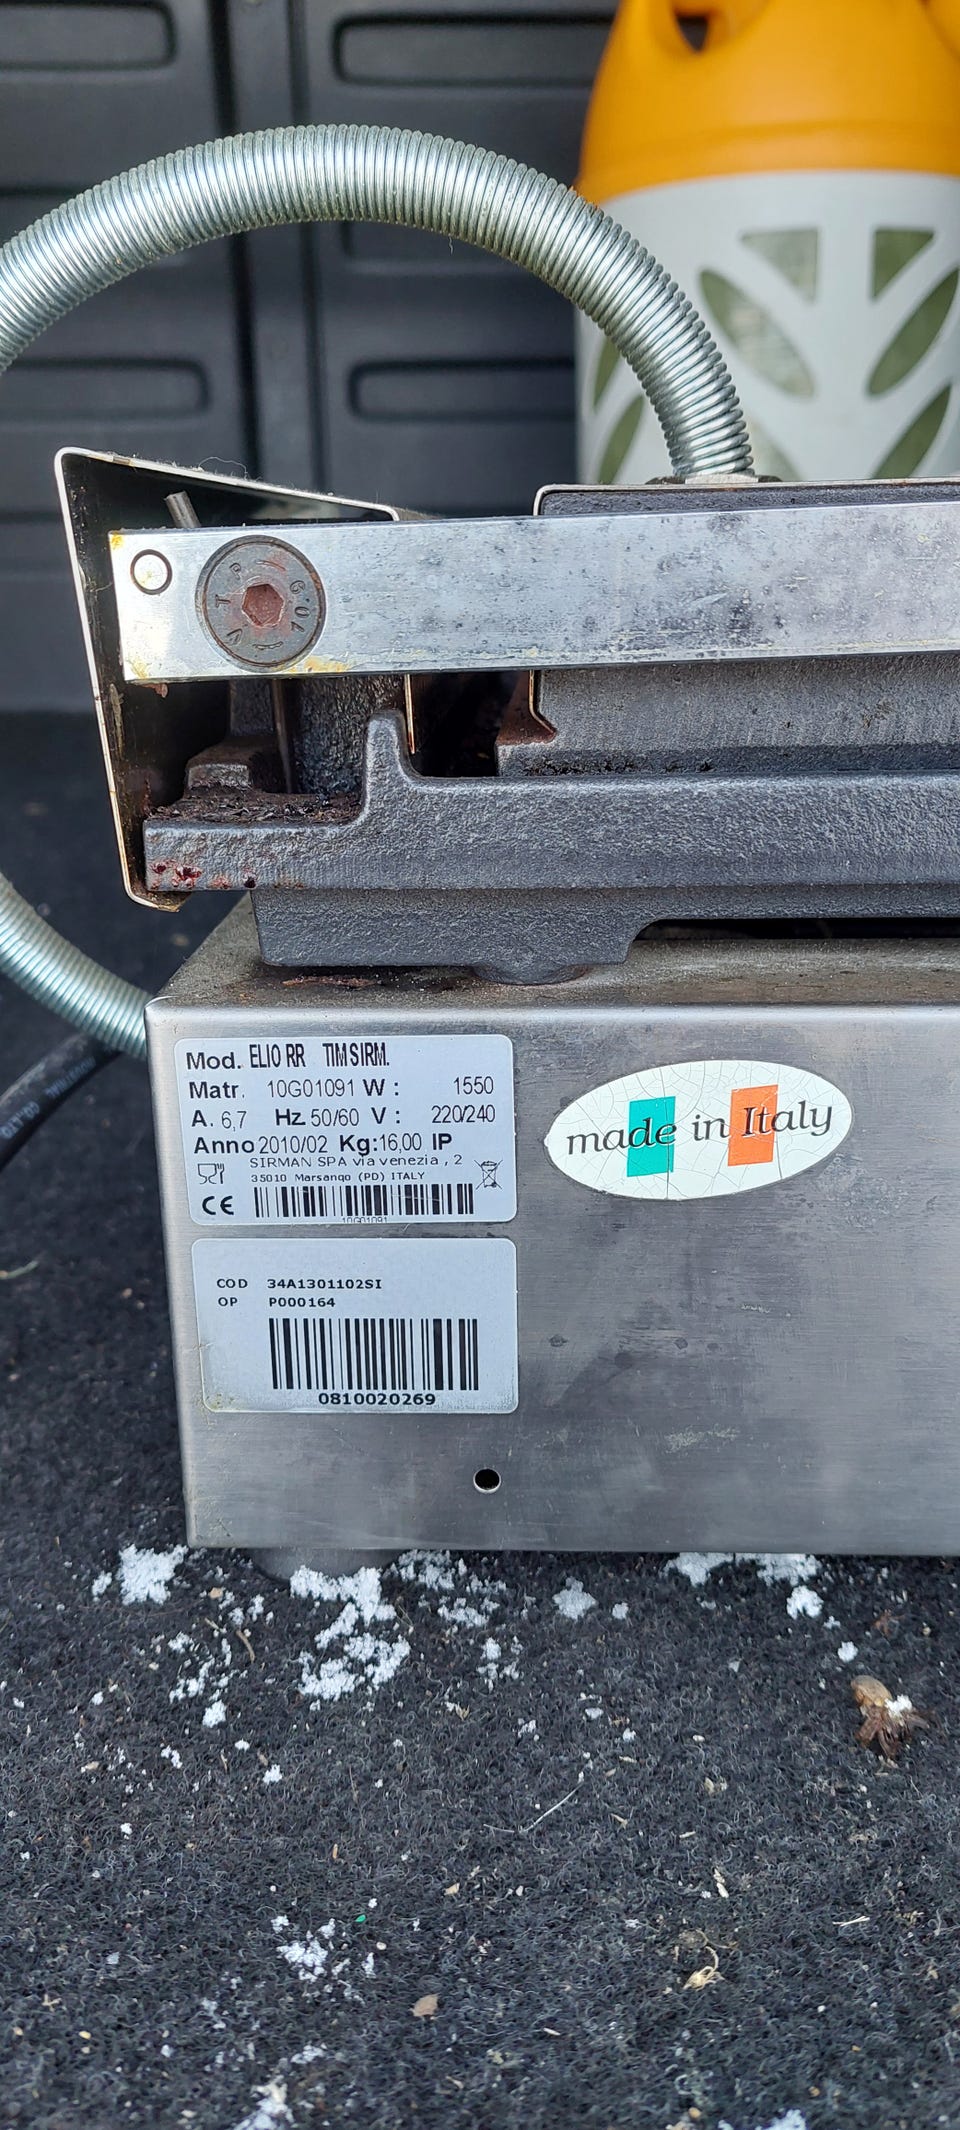 Mod. ELIO RR TIM SIRM.
Matr. 10G01091 W : 1550
A. 6,7 Hz. 50/60 V : 220/240
Anno 2010/02 Kg: 16,00 IP
SIRMAN SPA via venezia , 2
35010 Marsango (PD) ITALY
CE
10G01091
made in Italy
COD 34A1301102SI
OP P000164
0810020269